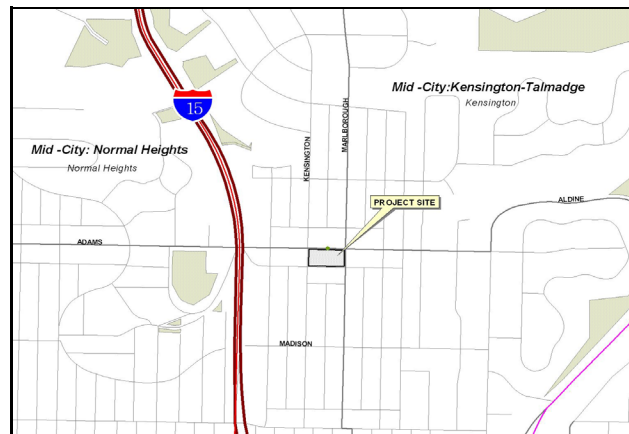 Mid -City:Kensington-Talmadge
Kensington
15
Mid -City: Normal Heights
Normal Heights
KENSINGTON
MARLBOROUGH
PROJECT SITE
ALDINE
ADAMS
MADISON